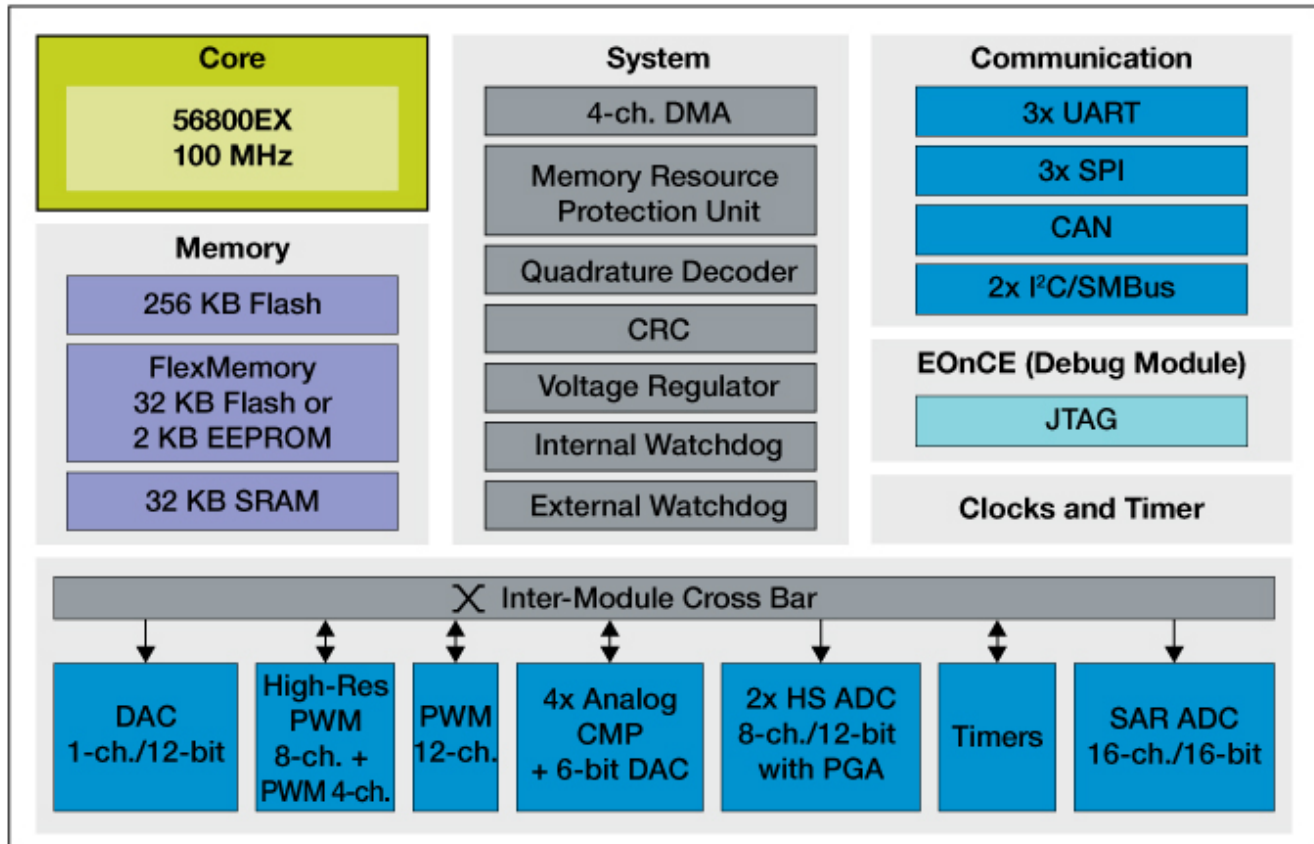 Core
56800EX
100 MHz
Memory
256 KB Flash
FlexMemory
32 KB Flash or
2 KB EEPROM
32 KB SRAM
System
4-ch. DMA
Memory Resource
Protection Unit
Quadrature Decoder
CRC
Voltage Regulator
Internal Watchdog
External Watchdog
Communication
3x UART
3x SPI
CAN
2x I²C/SMBus
EOnCE (Debug Module)
JTAG
Clocks and Timer
Inter-Module Cross Bar
DAC
1-ch./12-bit
High-Res
PWM
8-ch. +
PWM 4-ch.
PWM
12-ch.
4x Analog
CMP
+ 6-bit DAC
2x HS ADC
8-ch./12-bit
with PGA
Timers
SAR ADC
16-ch./16-bit